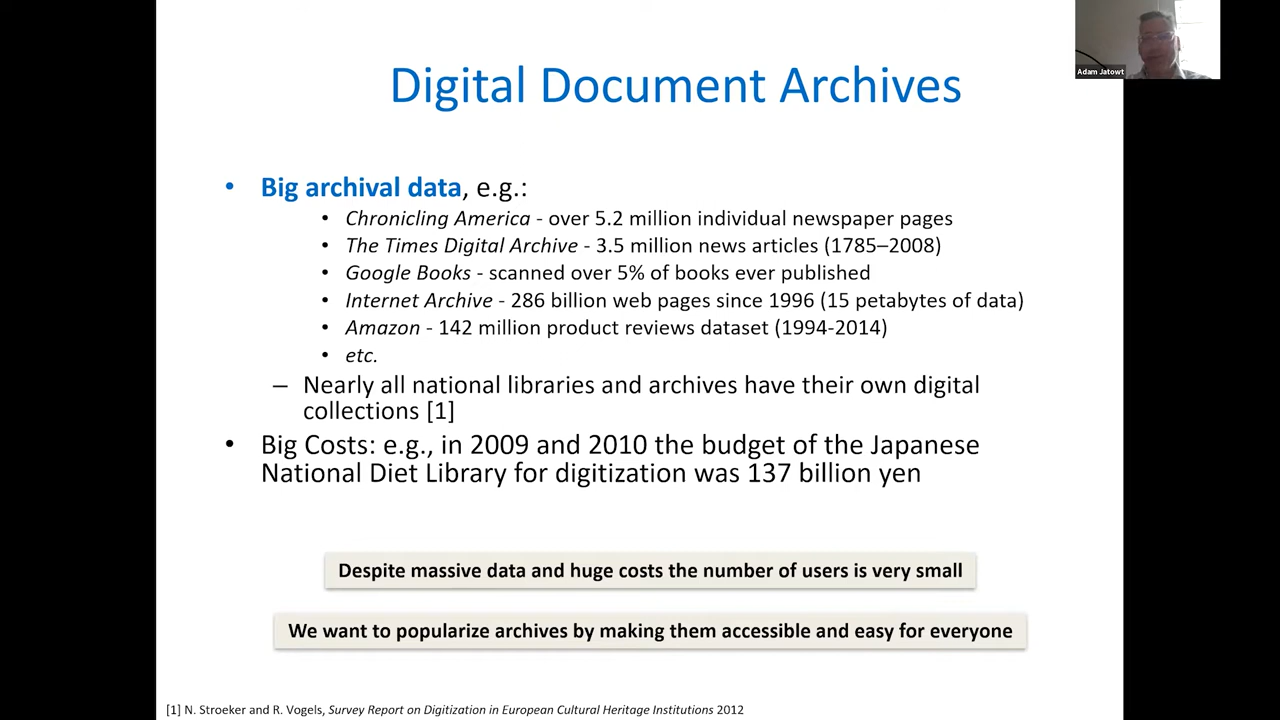 Adam Jatowt
Digital Document Archives
• Big archival data, e.g.:
• Chronicling America - over 5.2 million individual newspaper pages
• The Times Digital Archive - 3.5 million news articles (1785–2008)
• Google Books - scanned over 5% of books ever published
• Internet Archive - 286 billion web pages since 1996 (15 petabytes of data)
• Amazon - 142 million product reviews dataset (1994-2014)
• etc.
– Nearly all national libraries and archives have their own digital
collections [1]
• Big Costs: e.g., in 2009 and 2010 the budget of the Japanese
National Diet Library for digitization was 137 billion yen
Despite massive data and huge costs the number of users is very small
We want to popularize archives by making them accessible and easy for everyone
[1] N. Stroeker and R. Vogels, Survey Report on Digitization in European Cultural Heritage Institutions 2012